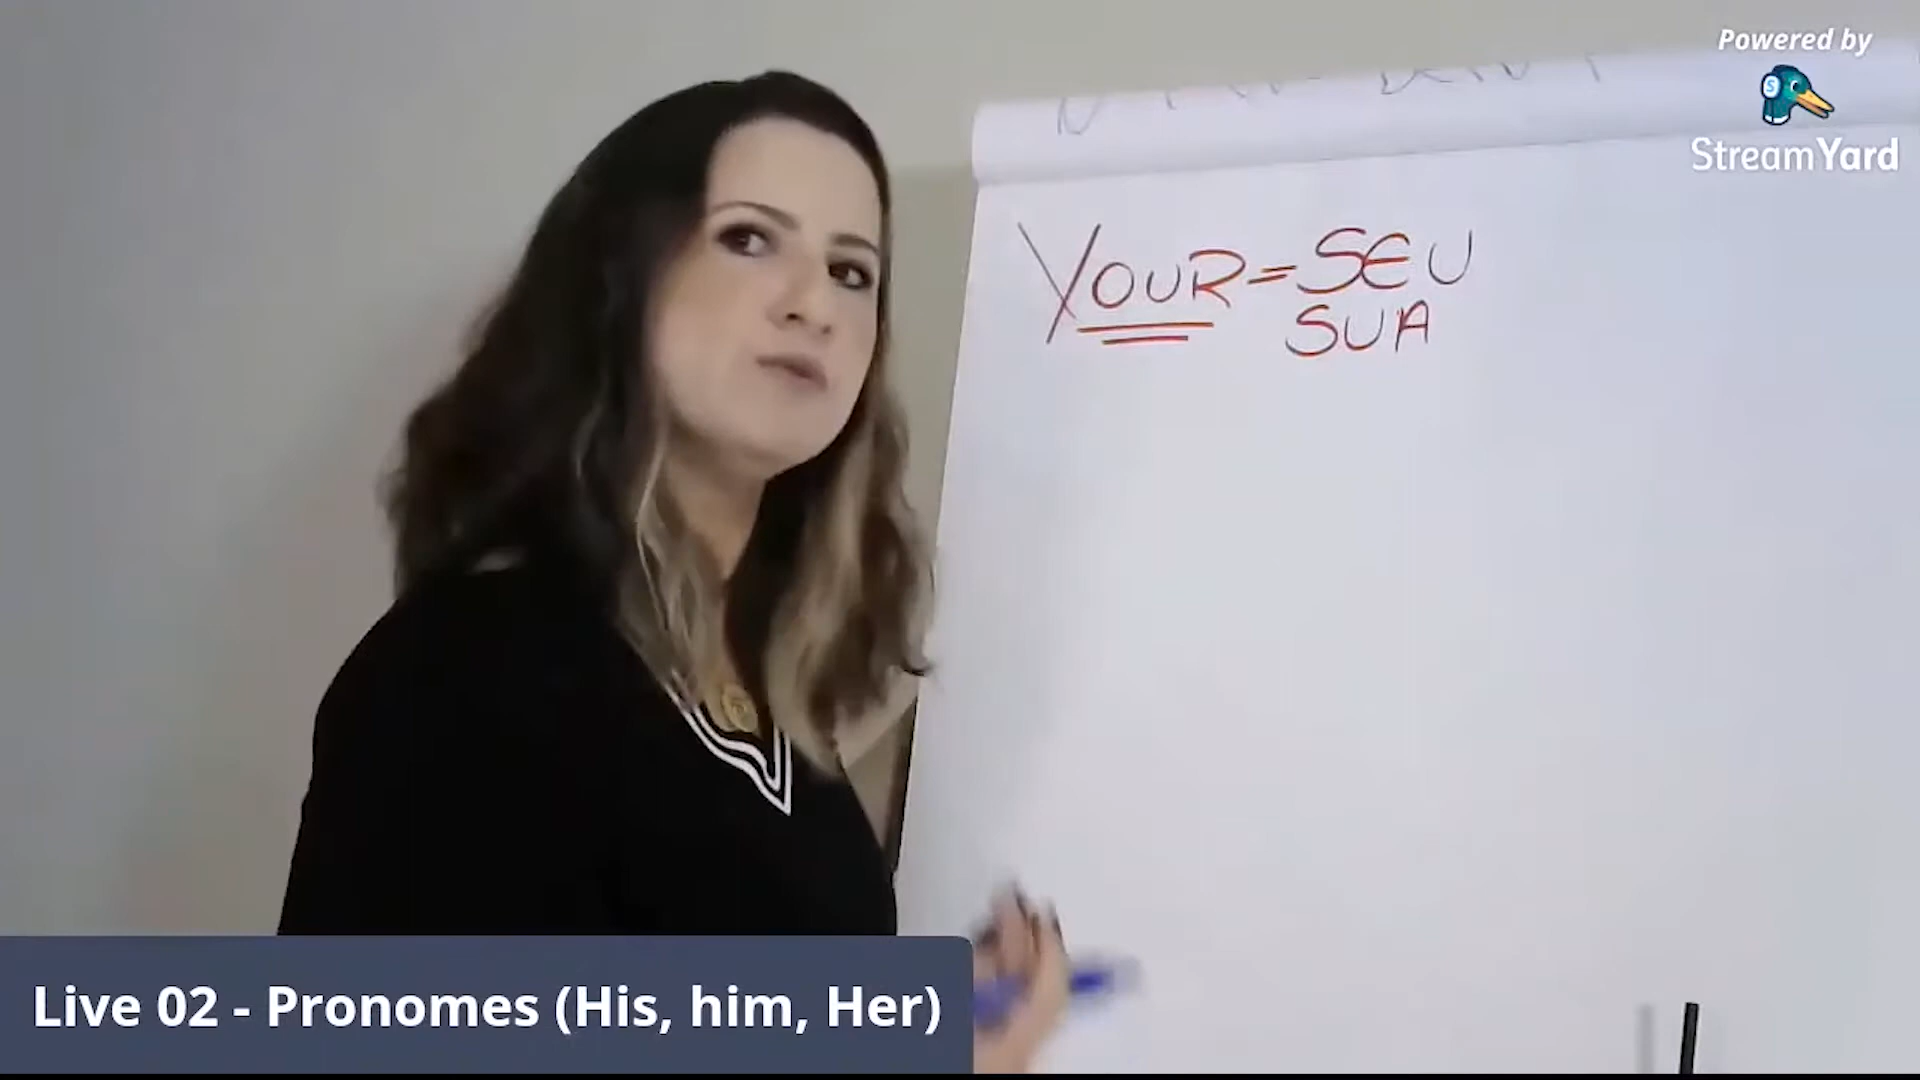 Powered by
StreamYard
YOUR = SEU
SUA
Live 02 - Pronomes (His, him, Her)